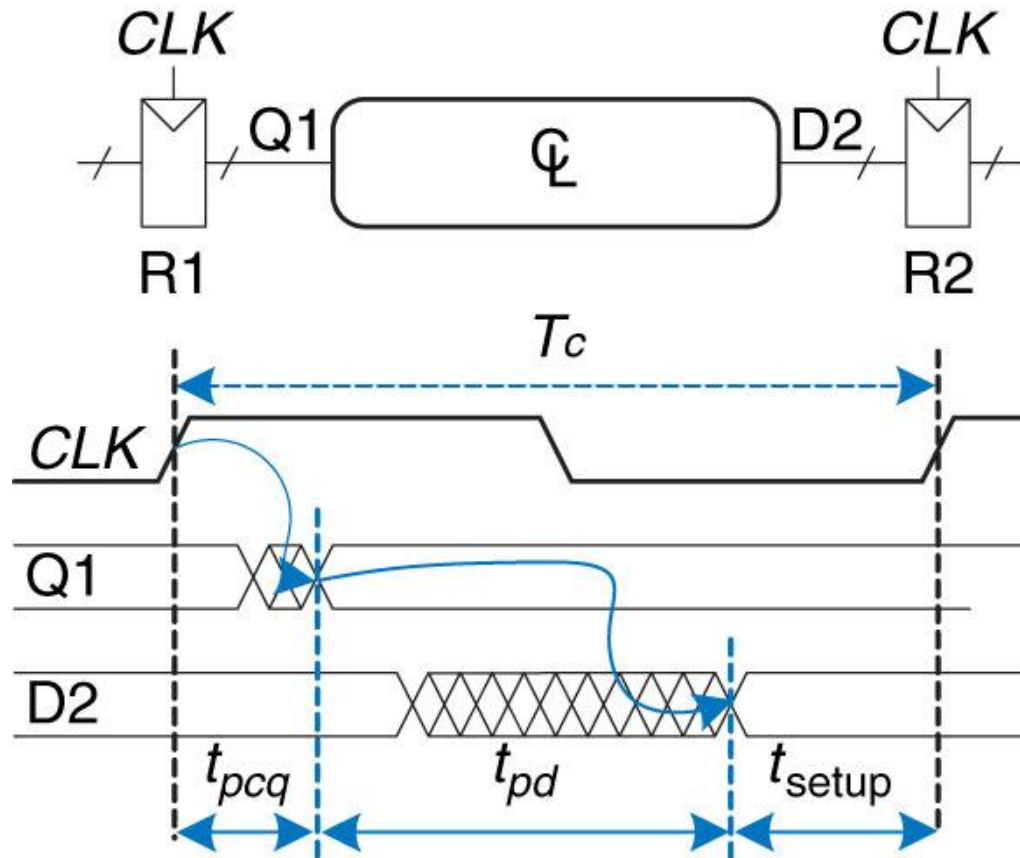 CLK CLK
Q1 CL D2
R1 R2
Tc
CLK
Q1
D2
tpcq tpd tsetup